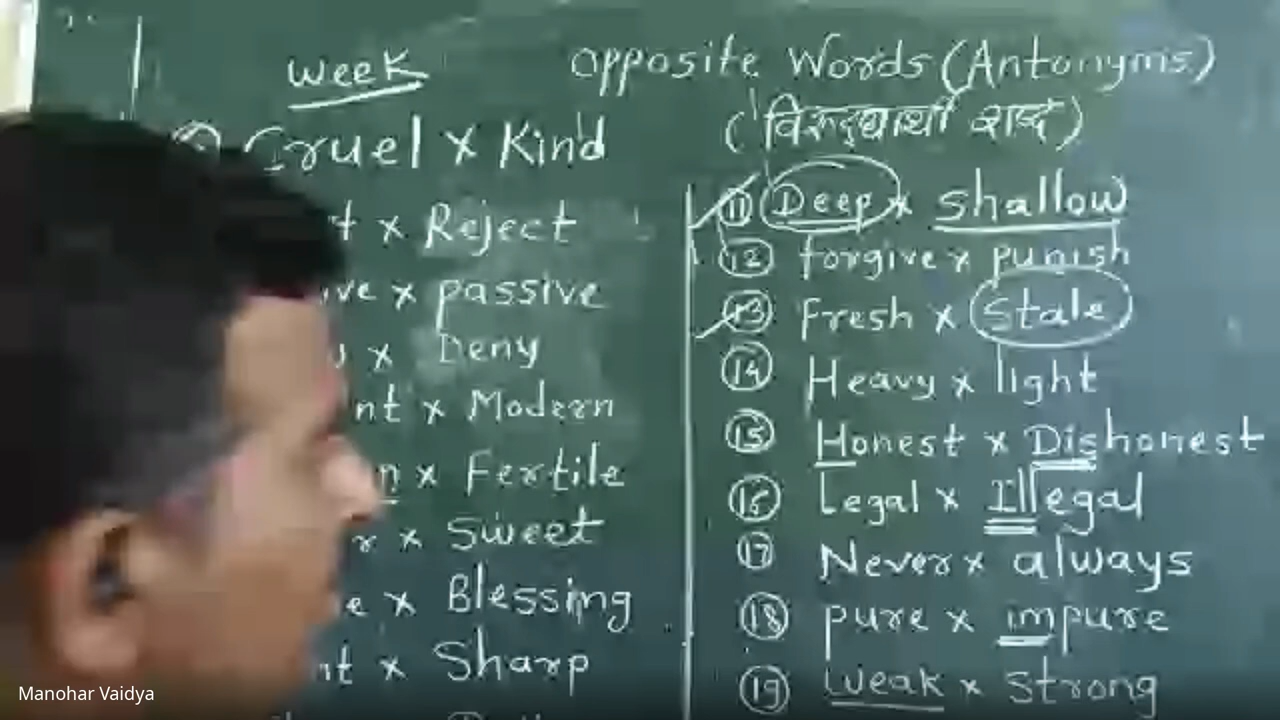 week
Opposite Words (Antonyms)
(विरूद्धार्थी शब्द)
Cruel x Kind
t x Reject
ive x passive
x Deny
nt x Modern
n x Fertile
r x Sweet
e x Blessing
nt x Sharp
11 Deep x shallow
12 forgive x punish
13 Fresh x Stale
14 Heavy x light
15 Honest x Dishonest
16 Legal x Illegal
17 Never x always
18 pure x impure
19 Weak x Strong
Manohar Vaidya